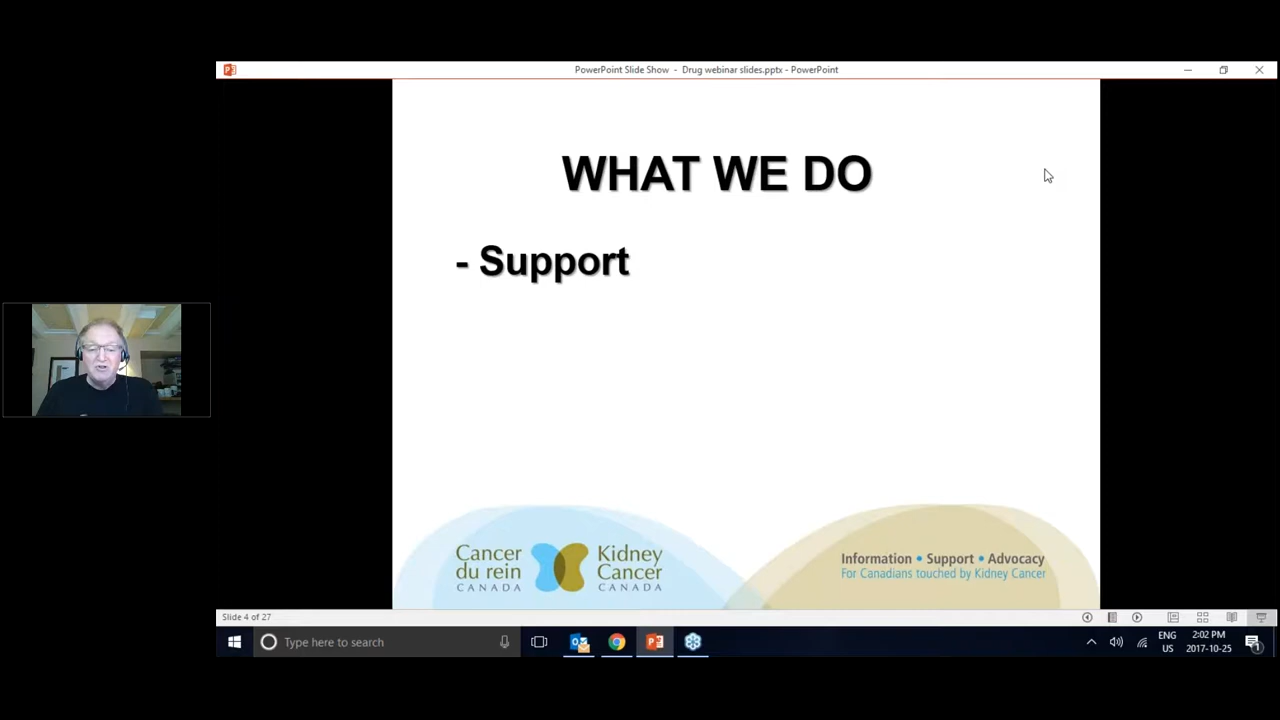 PowerPoint Slide Show - Drug webinar slides.pptx - PowerPoint
WHAT WE DO
- Support
Cancer
du rein
CANADA
Kidney
Cancer
CANADA
Information • Support • Advocacy
For Canadians touched by Kidney Cancer
Slide 4 of 27
Type here to search
ENG
US
2:02 PM
2017-10-25
1